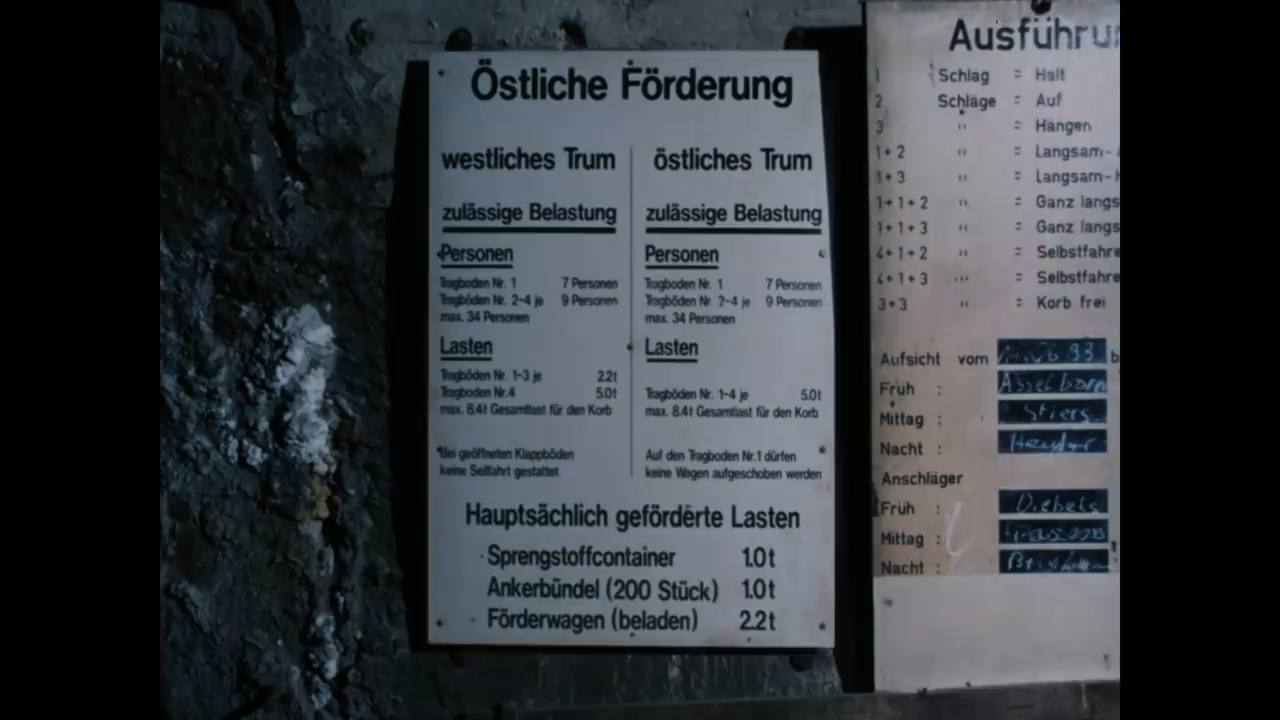 Östliche Förderung
westliches Trum
zulässige Belastung
Personen
Tragboden Nr. 1 7 Personen
Tragböden Nr. 2-4 je 9 Personen
max. 34 Personen
Lasten
Tragböden Nr. 1-3 je 2.2t
Tragboden Nr.4 5.0t
max. 8.4t Gesamtlast für den Korb
Bei geöffneten Klappböden
keine Seilfahrt gestattet
östliches Trum
zulässige Belastung
Personen
Tragboden Nr. 1 7 Personen
Tragböden Nr. 2-4 je 9 Personen
max. 34 Personen
Lasten
Tragböden Nr. 1-4 je 5.0t
max. 8.4t Gesamtlast für den Korb
Auf den Tragboden Nr.1 dürfen
keine Wagen aufgeschoben werden
Hauptsächlich geförderte Lasten
Sprengstoffcontainer 1.0t
Ankerbündel (200 Stück) 1.0t
Förderwagen (beladen) 2.2t
Ausführu
1 Schlag = Halt
2 Schläge = Auf
3 " = Hängen
1+2 " = Langsam-
1+3 " = Langsam-
1+1+2 " = Ganz langs
1+1+3 " = Ganz langs
4+1+2 " = Selbstfahre
4+1+3 " = Selbstfahre
3+3 " = Korb frei
Aufsicht vom 93 b
Früh : Asselborn
Mittag : Stiers
Nacht :
Anschläger
Früh : Diebels
Mittag :
Nacht :